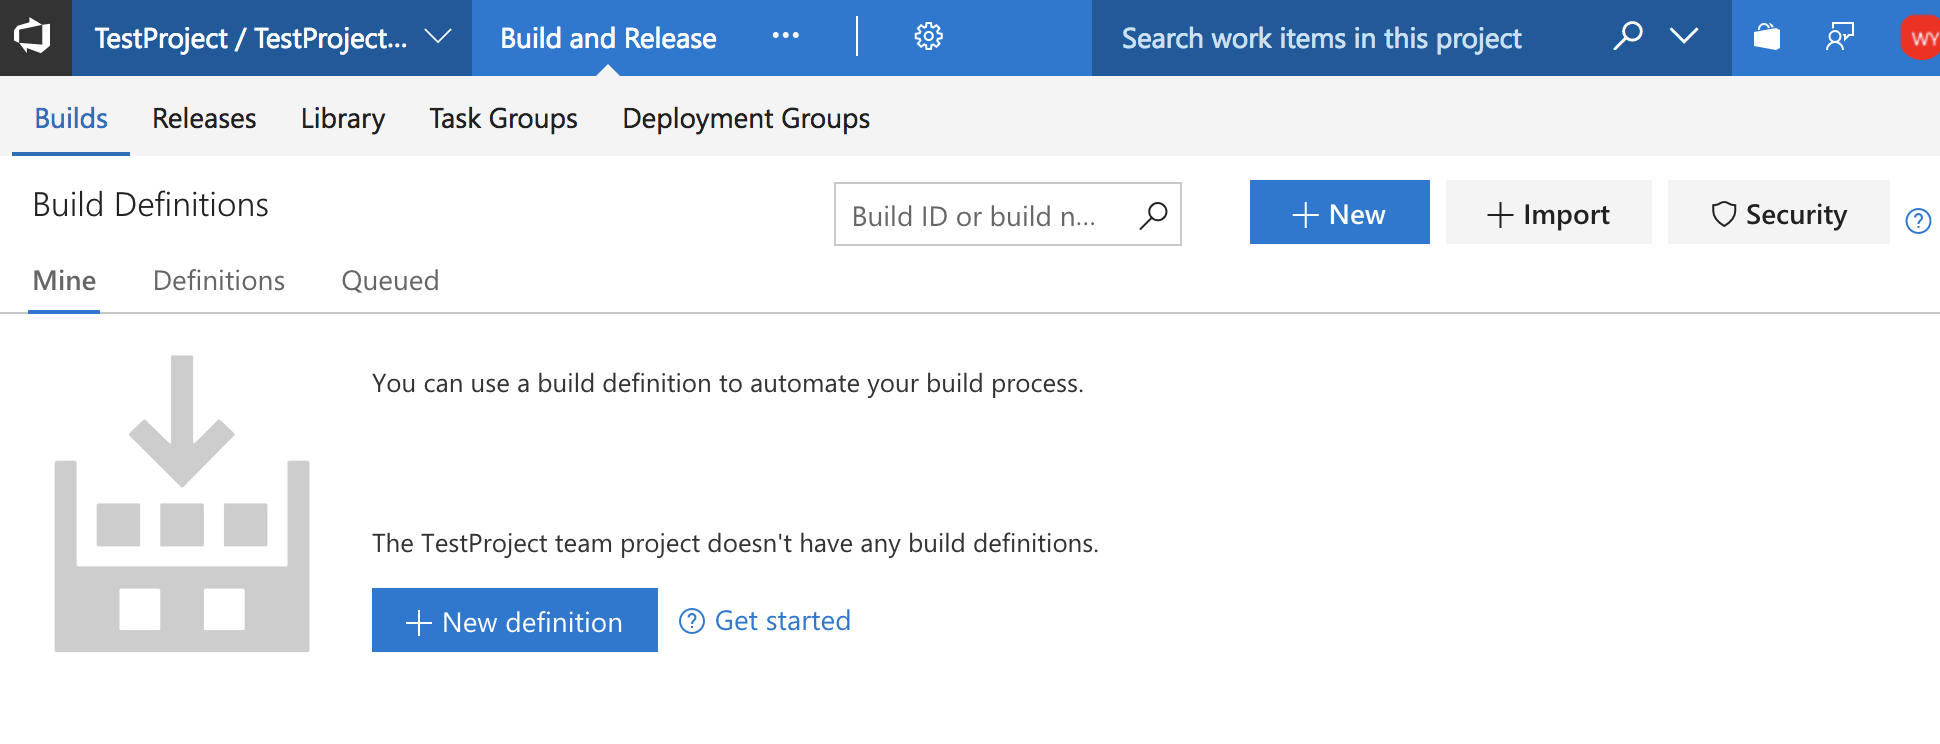 TestProject / TestProject... Build and Release ... Search work items in this project WY
Builds Releases Library Task Groups Deployment Groups
Build Definitions Build ID or build n... + New + Import Security ?
Mine Definitions Queued
You can use a build definition to automate your build process.
The TestProject team project doesn't have any build definitions.
+ New definition ? Get started